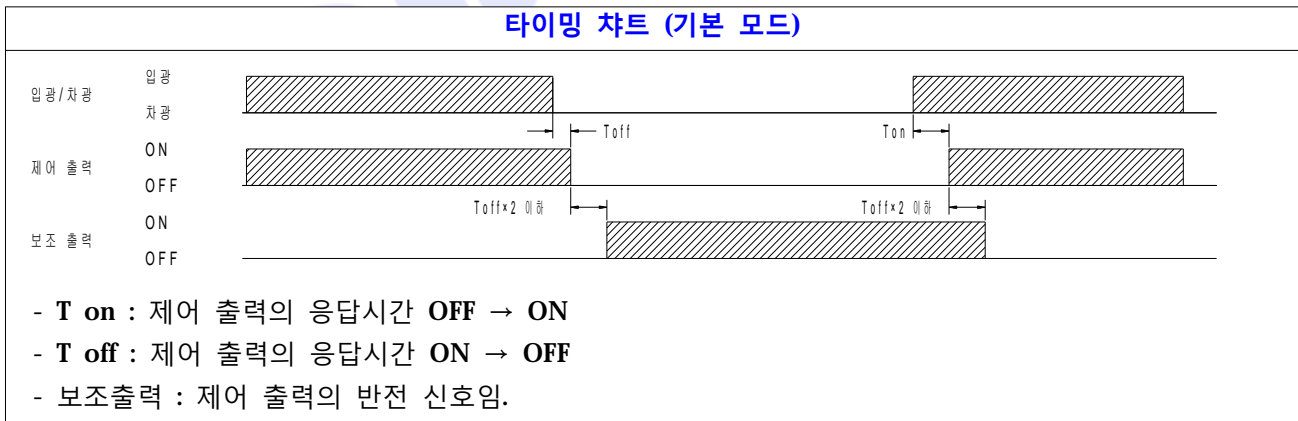 타이밍 챠트 (기본 모드)
입광/차광
입광
차광
Toff
Ton
제어 출력
ON
OFF
Toff×2 이하
Toff×2 이하
보조 출력
ON
OFF
- T on : 제어 출력의 응답시간 OFF → ON
- T off : 제어 출력의 응답시간 ON → OFF
- 보조출력 : 제어 출력의 반전 신호임.